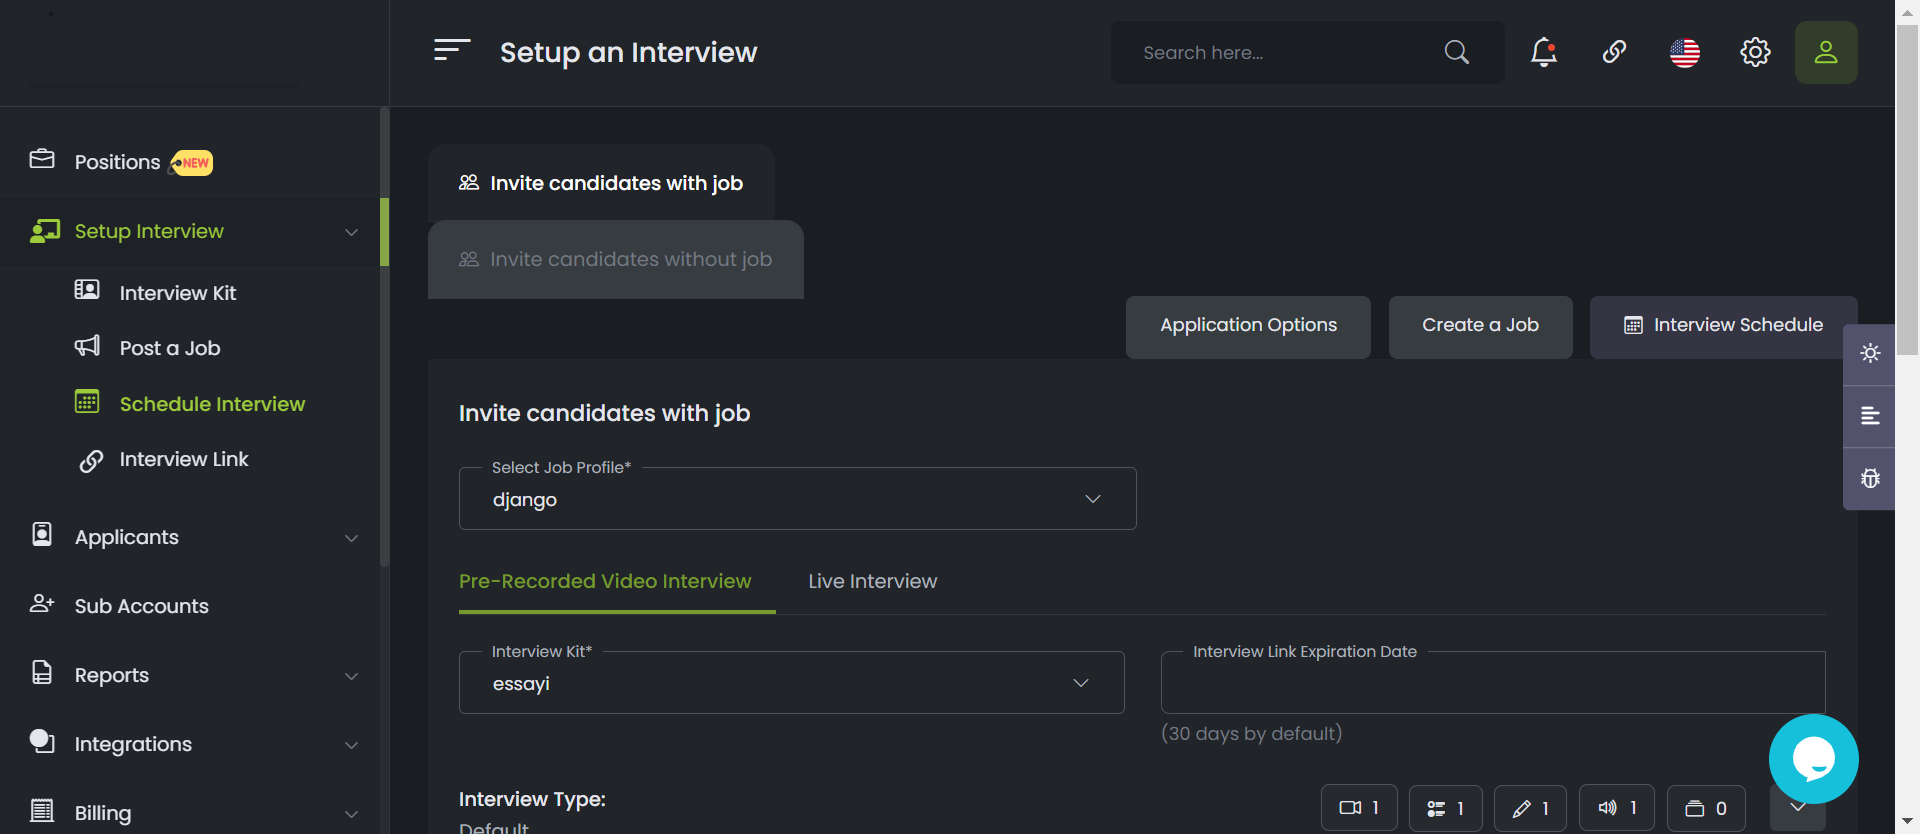 Setup an Interview
Search here...
Positions NEW
Setup Interview
Interview Kit
Post a Job
Schedule Interview
Interview Link
Applicants
Sub Accounts
Reports
Integrations
Billing
Invite candidates with job
Invite candidates without job
Application Options
Create a Job
Interview Schedule
Invite candidates with job
Select Job Profile*
django
Pre-Recorded Video Interview
Live Interview
Interview Kit*
essayi
Interview Link Expiration Date
(30 days by default)
Interview Type:
1 1 1 1 0
Default